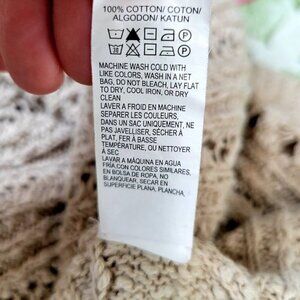 100% COTTON/ COTON/
ALGODON/ KATUN
MACHINE WASH COLD WITH
LIKE COLORS, WASH IN A NET
BAG, DO NOT BLEACH, LAY FLAT
TO DRY, COOL IRON, OR DRY
CLEAN
LAVER A FROID EN MACHINE
SEPARER LES COULEURS,
DANS UN SAC UNIQUEMENT, NE
PAS JAVELLISER, SÉCHER À
PLAT, FER À BASSE
TEMPÉRATURE, OU NETTOYER
À SEC
LAVAR A MÁQUINA EN AGUA
FRÍA CON COLORES SIMILARES,
EN BOLSA DE ROPA, NO
BLANQUEAR, SECAR EN
SUPERFICIE PLANA, PLANCHA,